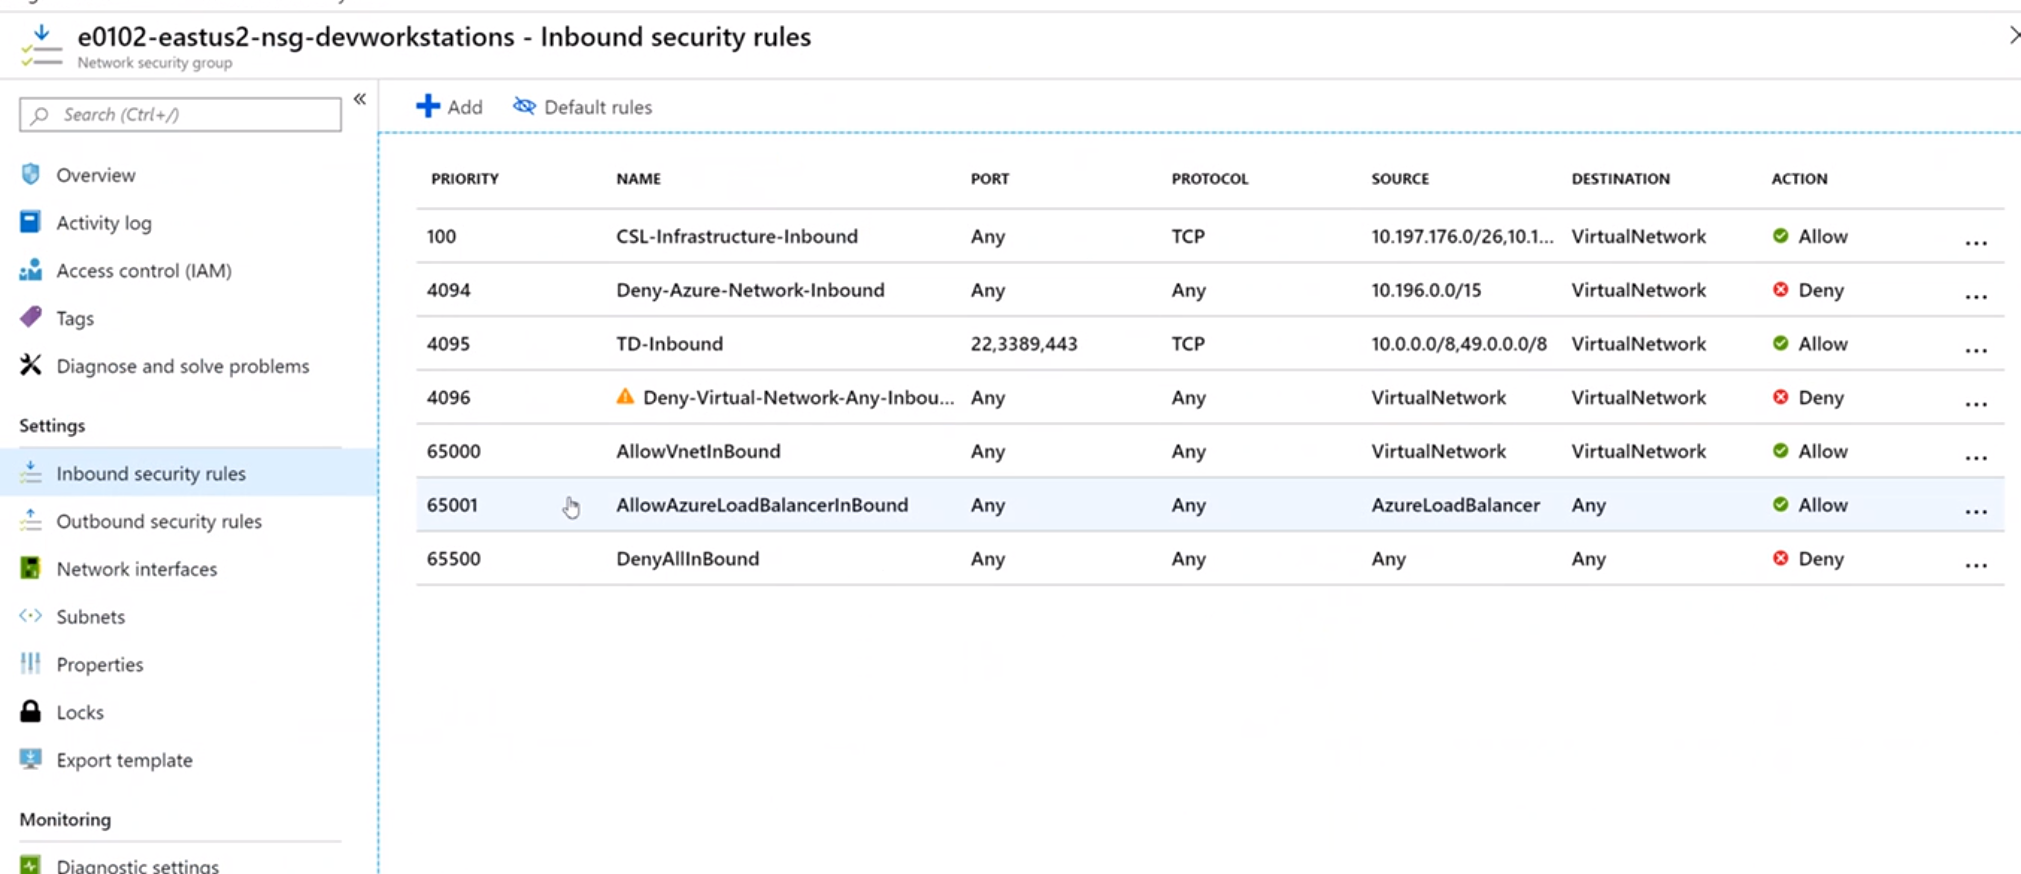 e0102-eastus2-nsg-devworkstations - Inbound security rules
Network security group
Search (Ctrl+/)
«
Add
Default rules
Overview
Activity log
Access control (IAM)
Tags
Diagnose and solve problems
Settings
Inbound security rules
Outbound security rules
Network interfaces
Subnets
Properties
Locks
Export template
Monitoring
Diagnostic settings
PRIORITY NAME PORT PROTOCOL SOURCE DESTINATION ACTION
100 CSL-Infrastructure-Inbound Any TCP 10.197.176.0/26,10.1... VirtualNetwork Allow ...
4094 Deny-Azure-Network-Inbound Any Any 10.196.0.0/15 VirtualNetwork Deny ...
4095 TD-Inbound 22,3389,443 TCP 10.0.0.0/8,49.0.0.0/8 VirtualNetwork Allow ...
4096 Deny-Virtual-Network-Any-Inbou... Any Any VirtualNetwork VirtualNetwork Deny ...
65000 AllowVnetInBound Any Any VirtualNetwork VirtualNetwork Allow ...
65001 AllowAzureLoadBalancerInBound Any Any AzureLoadBalancer Any Allow ...
65500 DenyAllInBound Any Any Any Any Deny ...